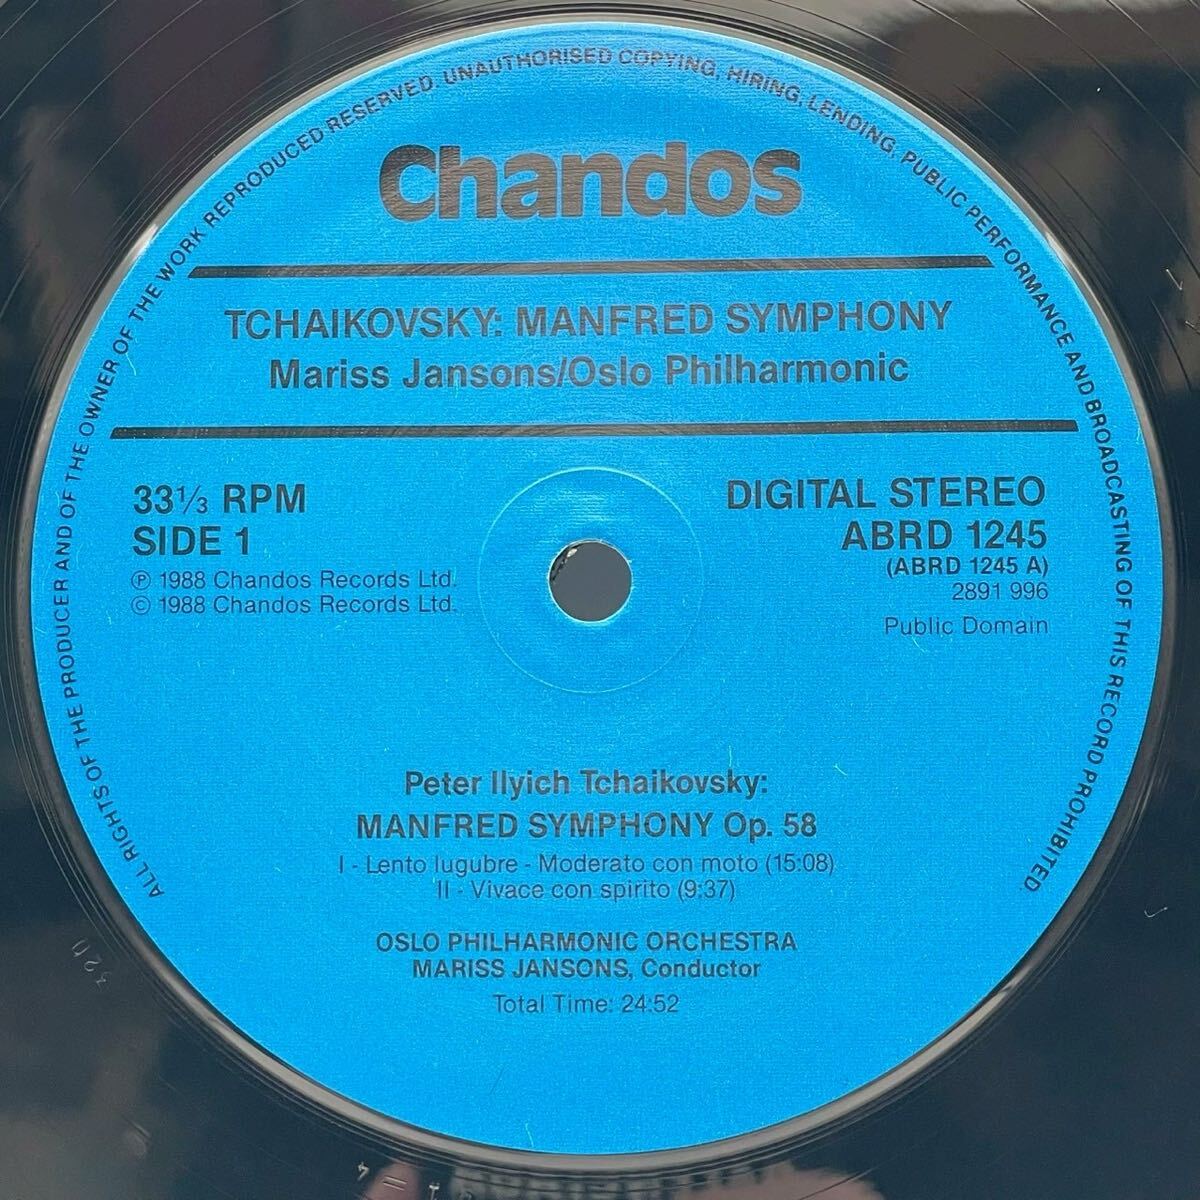 ALL RIGHTS OF THE PRODUCER AND OF THE OWNER OF THE WORK REPRODUCED RESERVED. UNAUTHORISED COPYING, HIRING, LENDING, PUBLIC PERFORMANCE AND BROADCASTING OF THIS RECORD PROHIBITED.
Chandos
TCHAIKOVSKY: MANFRED SYMPHONY
Mariss Jansons/Oslo Philharmonic
33⅓ RPM
SIDE 1
℗ 1988 Chandos Records Ltd.
© 1988 Chandos Records Ltd.
DIGITAL STEREO
ABRD 1245
(ABRD 1245 A)
2891 996
Public Domain
Peter Ilyich Tchaikovsky:
MANFRED SYMPHONY Op. 58
I - Lento lugubre - Moderato con moto (15:08)
II - Vivace con spirito (9:37)
OSLO PHILHARMONIC ORCHESTRA
MARISS JANSONS, Conductor
Total Time: 24:52
320